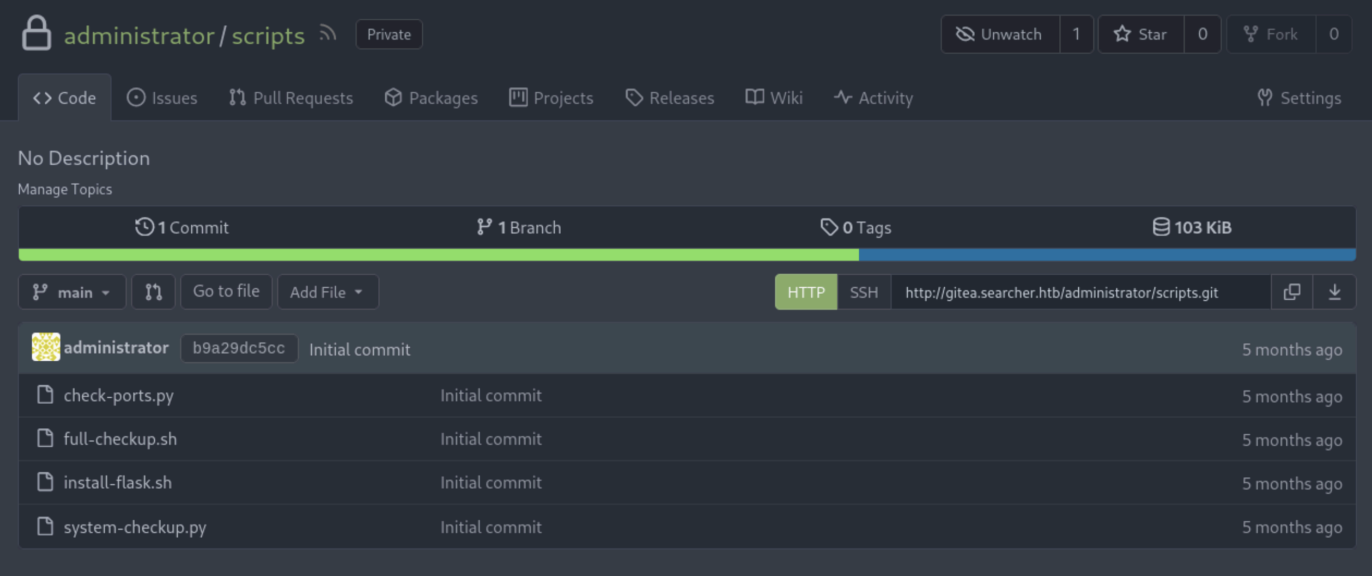 administrator / scripts Private Unwatch 1 Star 0 Fork 0
Code Issues Pull Requests Packages Projects Releases Wiki Activity Settings
No Description
Manage Topics
1 Commit 1 Branch 0 Tags 103 KiB
main Go to file Add File HTTP SSH http://gitea.searcher.htb/administrator/scripts.git
administrator b9a29dc5cc Initial commit 5 months ago
check-ports.py Initial commit 5 months ago
full-checkup.sh Initial commit 5 months ago
install-flask.sh Initial commit 5 months ago
system-checkup.py Initial commit 5 months ago